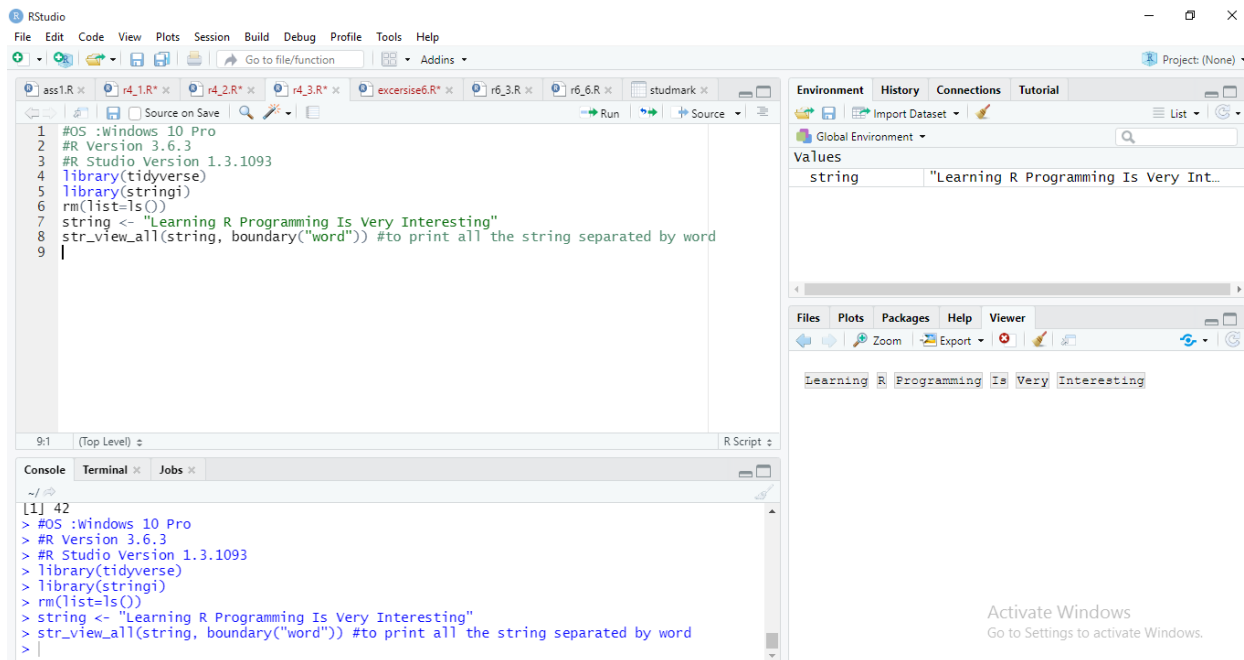 RStudio
File Edit Code View Plots Session Build Debug Profile Tools Help
Go to file/function Addins Project: (None)
ass1.R r4_1.R* r4_2.R* r4_3.R* excersise6.R* r6_3.R r6_6.R studmark
Source on Save Run Source
1 #OS :Windows 10 Pro
2 #R Version 3.6.3
3 #R Studio Version 1.3.1093
4 library(tidyverse)
5 library(stringi)
6 rm(list=ls())
7 string <- "Learning R Programming Is Very Interesting"
8 str_view_all(string, boundary("word")) #to print all the string separated by word
9
9:1 (Top Level) R Script
Console Terminal Jobs
~/
[1] 42
> #OS :Windows 10 Pro
> #R Version 3.6.3
> #R Studio Version 1.3.1093
> library(tidyverse)
> library(stringi)
> rm(list=ls())
> string <- "Learning R Programming Is Very Interesting"
> str_view_all(string, boundary("word")) #to print all the string separated by word
>
Environment History Connections Tutorial
Import Dataset List
Global Environment
Values
string "Learning R Programming Is Very Int…
Files Plots Packages Help Viewer
Zoom Export
Learning R Programming Is Very Interesting
Activate Windows
Go to Settings to activate Windows.